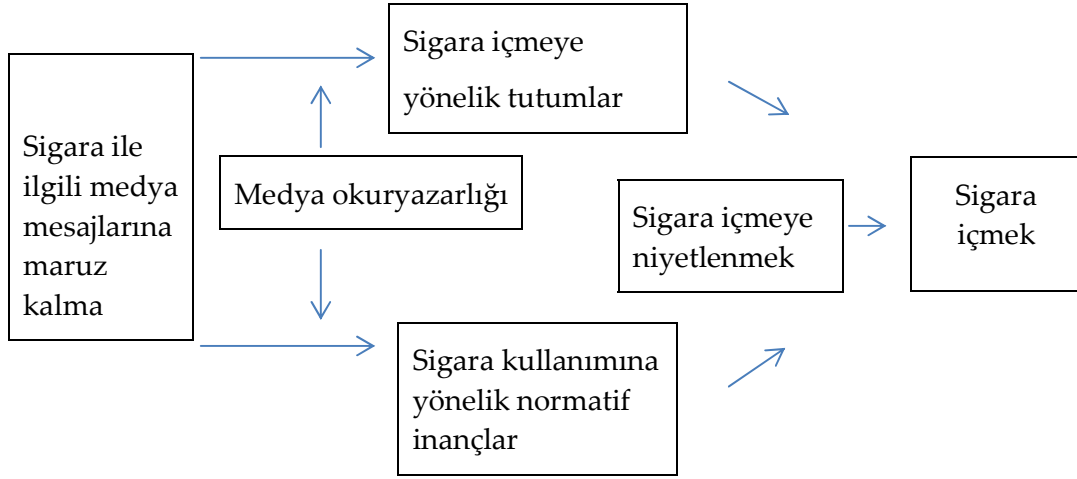 Sigara ile
ilgili medya
mesajlarına
maruz
kalma
Sigara içmeye
yönelik tutumlar
Medya okuryazarlığı
Sigara kullanımına
yönelik normatif
inançlar
Sigara içmeye
niyetlenmek
Sigara
içmek